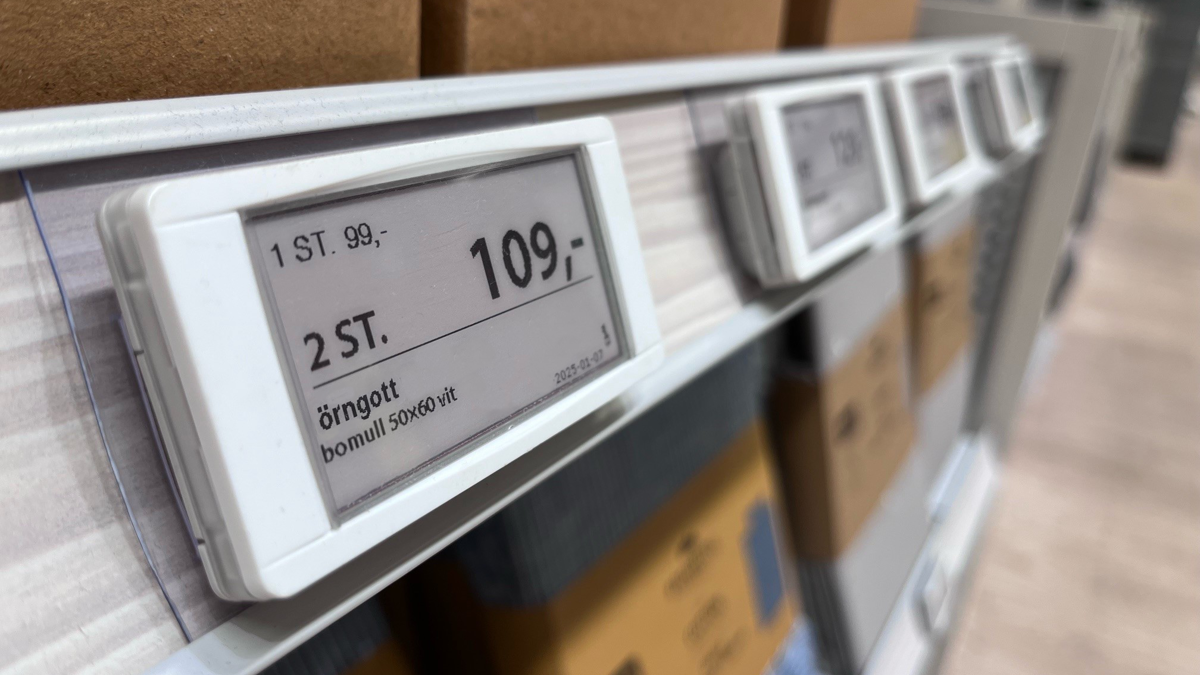 1 ST. 99,-
109,-
2 ST.
örngott
bomull 50x60 vit
2025-01-07